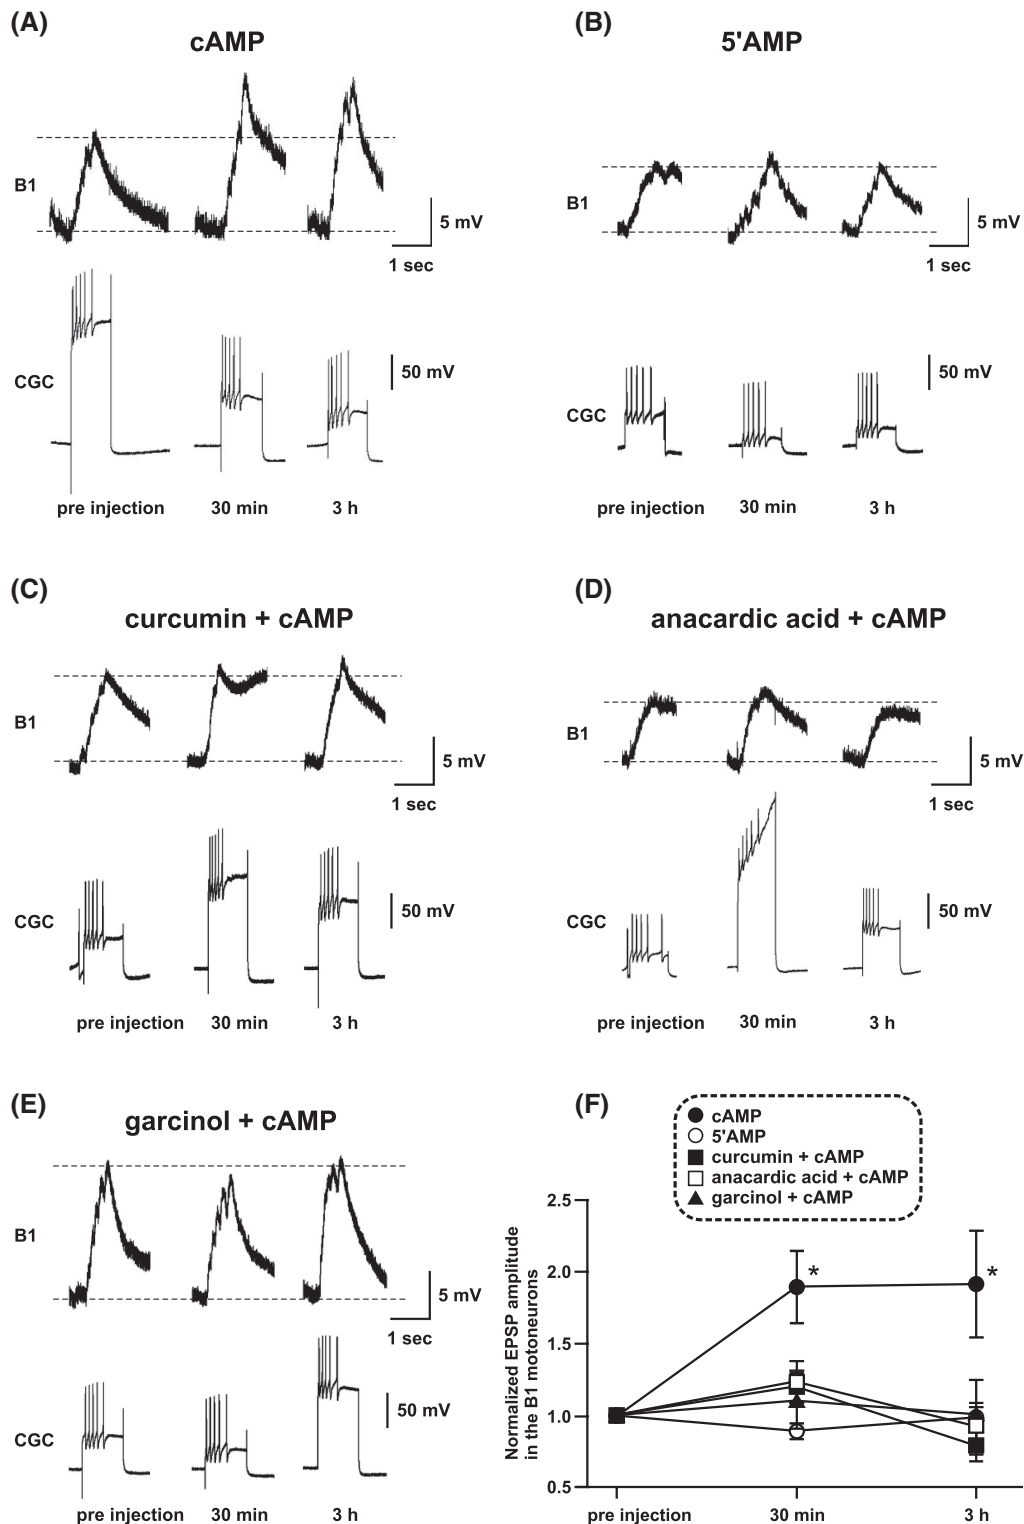 (A)
cAMP
B1
5 mV
1 sec
CGC
50 mV
pre injection 30 min 3 h
(B)
5'AMP
B1
5 mV
1 sec
CGC
50 mV
pre injection 30 min 3 h
(C)
curcumin + cAMP
B1
5 mV
1 sec
CGC
50 mV
pre injection 30 min 3 h
(D)
anacardic acid + cAMP
B1
5 mV
1 sec
CGC
50 mV
pre injection 30 min 3 h
(E)
garcinol + cAMP
B1
5 mV
1 sec
CGC
50 mV
pre injection 30 min 3 h
(F)
cAMP
5'AMP
curcumin + cAMP
anacardic acid + cAMP
garcinol + cAMP
Normalized EPSP amplitude
in the B1 motoneurons
2.5
2.0
1.5
1.0
0.5
*
*
pre injection 30 min 3 h